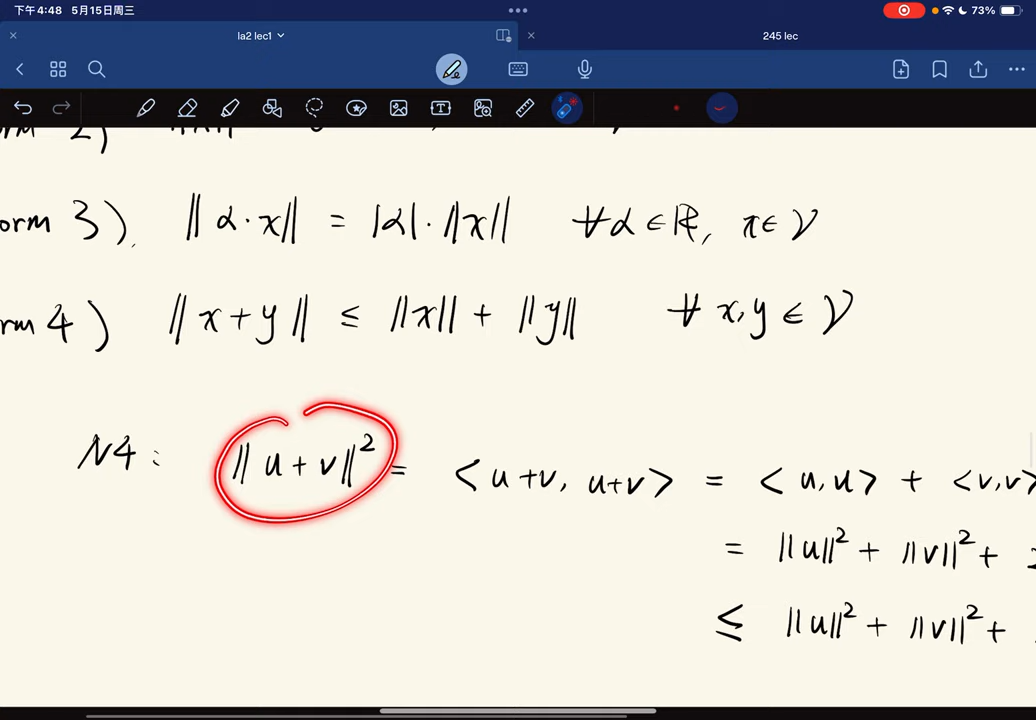 下午4:48 5月15日周三 73%
la2 lec1 245 lec
orm 3). ‖α·x‖ = |α|·‖x‖ ∀α∈ℝ, x∈V
rm 4) ‖x+y‖ ≤ ‖x‖ + ‖y‖ ∀ x,y ∈ V
N4: ‖u+v‖² = <u+v, u+v> = <u,u> + <v,v>
= ‖u‖² + ‖v‖² +
≤ ‖u‖² + ‖v‖² +